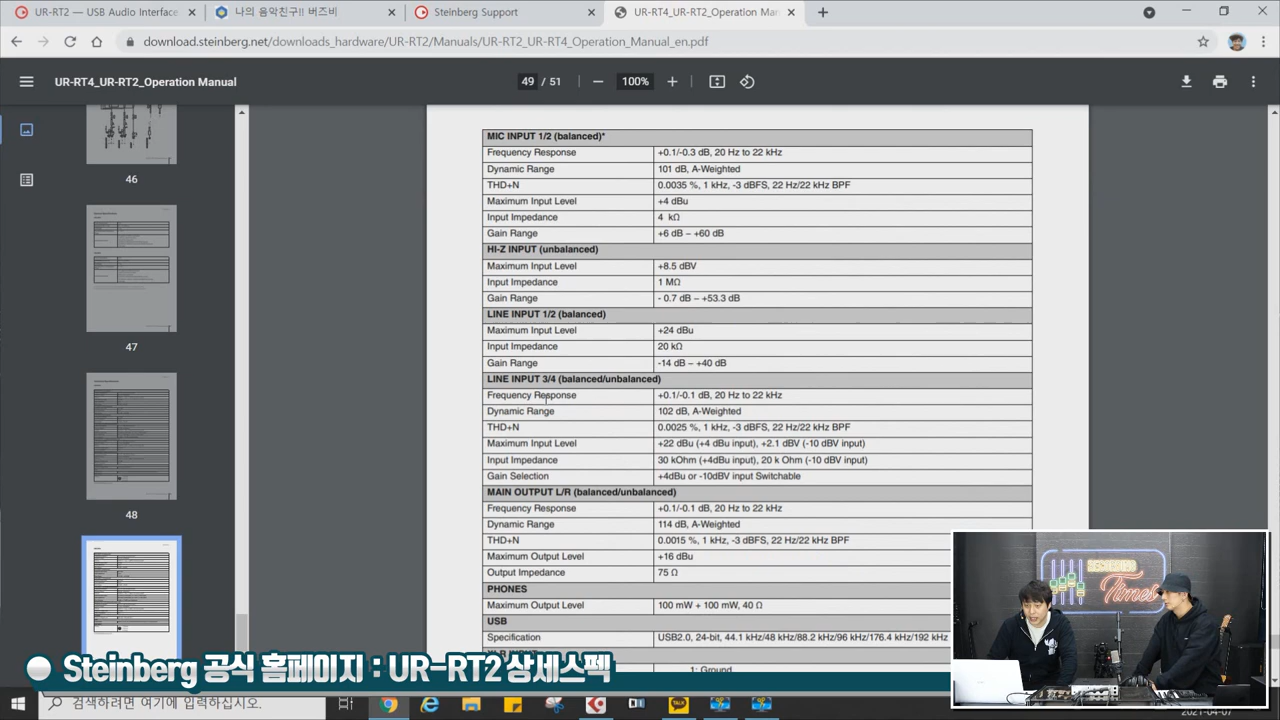 UR-RT2 — USB Audio Interface
나의 음악친구!! 버즈비
Steinberg Support
UR-RT4_UR-RT2_Operation Man
download.steinberg.net/downloads_hardware/UR-RT2/Manuals/UR-RT2_UR-RT4_Operation_Manual_en.pdf
UR-RT4_UR-RT2_Operation Manual
49 / 51
100%
46
47
48
MIC INPUT 1/2 (balanced)*
Frequency Response +0.1/-0.3 dB, 20 Hz to 22 kHz
Dynamic Range 101 dB, A-Weighted
THD+N 0.0035 %, 1 kHz, -3 dBFS, 22 Hz/22 kHz BPF
Maximum Input Level +4 dBu
Input Impedance 4 kΩ
Gain Range +6 dB – +60 dB
HI-Z INPUT (unbalanced)
Maximum Input Level +8.5 dBV
Input Impedance 1 MΩ
Gain Range - 0.7 dB – +53.3 dB
LINE INPUT 1/2 (balanced)
Maximum Input Level +24 dBu
Input Impedance 20 kΩ
Gain Range -14 dB – +40 dB
LINE INPUT 3/4 (balanced/unbalanced)
Frequency Response +0.1/-0.1 dB, 20 Hz to 22 kHz
Dynamic Range 102 dB, A-Weighted
THD+N 0.0025 %, 1 kHz, -3 dBFS, 22 Hz/22 kHz BPF
Maximum Input Level +22 dBu (+4 dBu input), +2.1 dBV (-10 dBV input)
Input Impedance 30 kOhm (+4dBu input), 20 k Ohm (-10 dBV input)
Gain Selection +4dBu or -10dBV input Switchable
MAIN OUTPUT L/R (balanced/unbalanced)
Frequency Response +0.1/-0.1 dB, 20 Hz to 22 kHz
Dynamic Range 114 dB, A-Weighted
THD+N 0.0015 %, 1 kHz, -3 dBFS, 22 Hz/22 kHz BPF
Maximum Output Level +16 dBu
Output Impedance 75 Ω
PHONES
Maximum Output Level 100 mW + 100 mW, 40 Ω
USB
Specification USB2.0, 24-bit, 44.1 kHz/48 kHz/88.2 kHz/96 kHz/176.4 kHz/192 kHz
1: Ground
Times
Steinberg 공식 홈페이지 : UR-RT2 상세스펙
검색하려면 여기에 입력하십시오.
TALK
2021-04-07